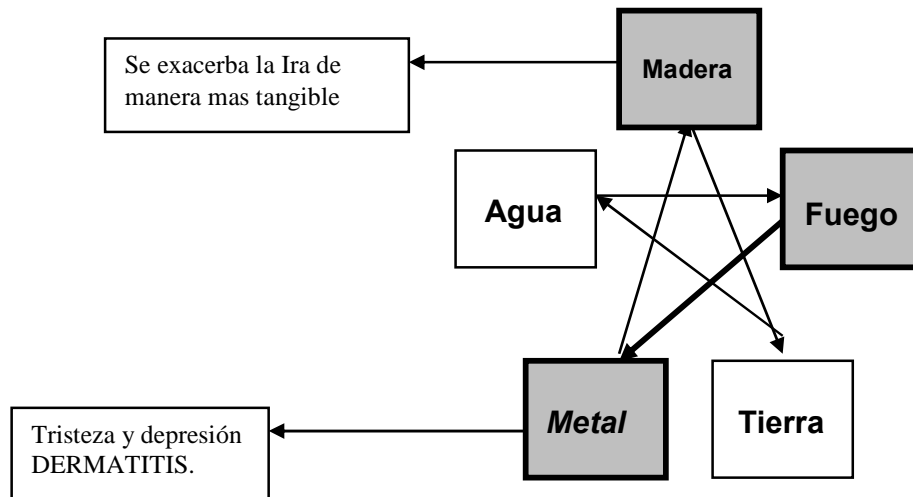 Se exacerba la Ira de
manera mas tangible
Madera
Agua
Fuego
Metal
Tierra
Tristeza y depresión
DERMATITIS.